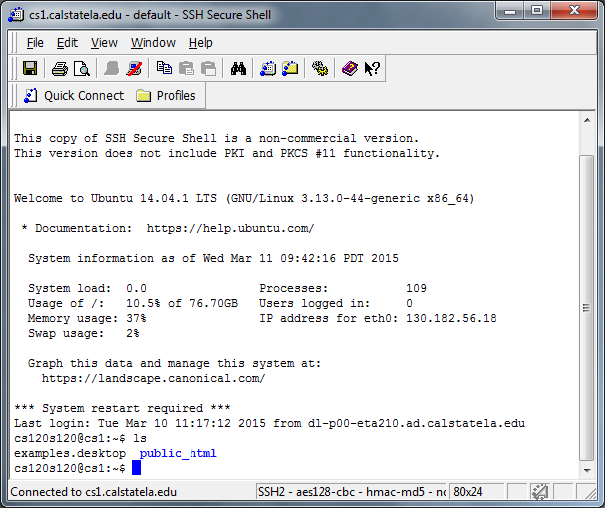 cs1.calstatela.edu - default - SSH Secure Shell
File Edit View Window Help
Quick Connect Profiles
This copy of SSH Secure Shell is a non-commercial version.
This version does not include PKI and PKCS #11 functionality.
Welcome to Ubuntu 14.04.1 LTS (GNU/Linux 3.13.0-44-generic x86_64)
* Documentation: https://help.ubuntu.com/
System information as of Wed Mar 11 09:42:16 PDT 2015
System load: 0.0 Processes: 109
Usage of /: 10.5% of 76.70GB Users logged in: 0
Memory usage: 37% IP address for eth0: 130.182.56.18
Swap usage: 2%
Graph this data and manage this system at:
https://landscape.canonical.com/
*** System restart required ***
Last login: Tue Mar 10 11:17:12 2015 from dl-p00-eta210.ad.calstatela.edu
cs120s120@cs1:~$ ls
examples.desktop public_html
cs120s120@cs1:~$
Connected to cs1.calstatela.edu SSH2 - aes128-cbc - hmac-md5 - nc 80x24